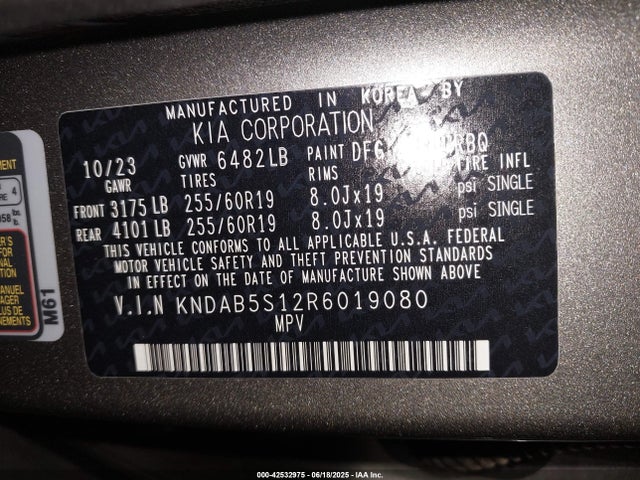 MANUFACTURED IN KOREA BY
KIA CORPORATION
10/23 GVWR 6482LB PAINT DFG RBQ
GAWR TIRES RIMS TIRE INFL
FRONT 3175 LB 255/60R19 8.0Jx19 psi SINGLE
REAR 4101 LB 255/60R19 8.0Jx19 psi SINGLE
THIS VEHICLE CONFORMS TO ALL APPLICABLE U.S.A. FEDERAL
MOTOR VEHICLE SAFETY AND THEFT PREVENTION STANDARDS
IN EFFECT ON THE DATE OF MANUFACTURE SHOWN ABOVE.
V.I.N KNDAB5S12R6019080
MPV
M61
000-42532975 | 06/18/2025 - IAA Inc.